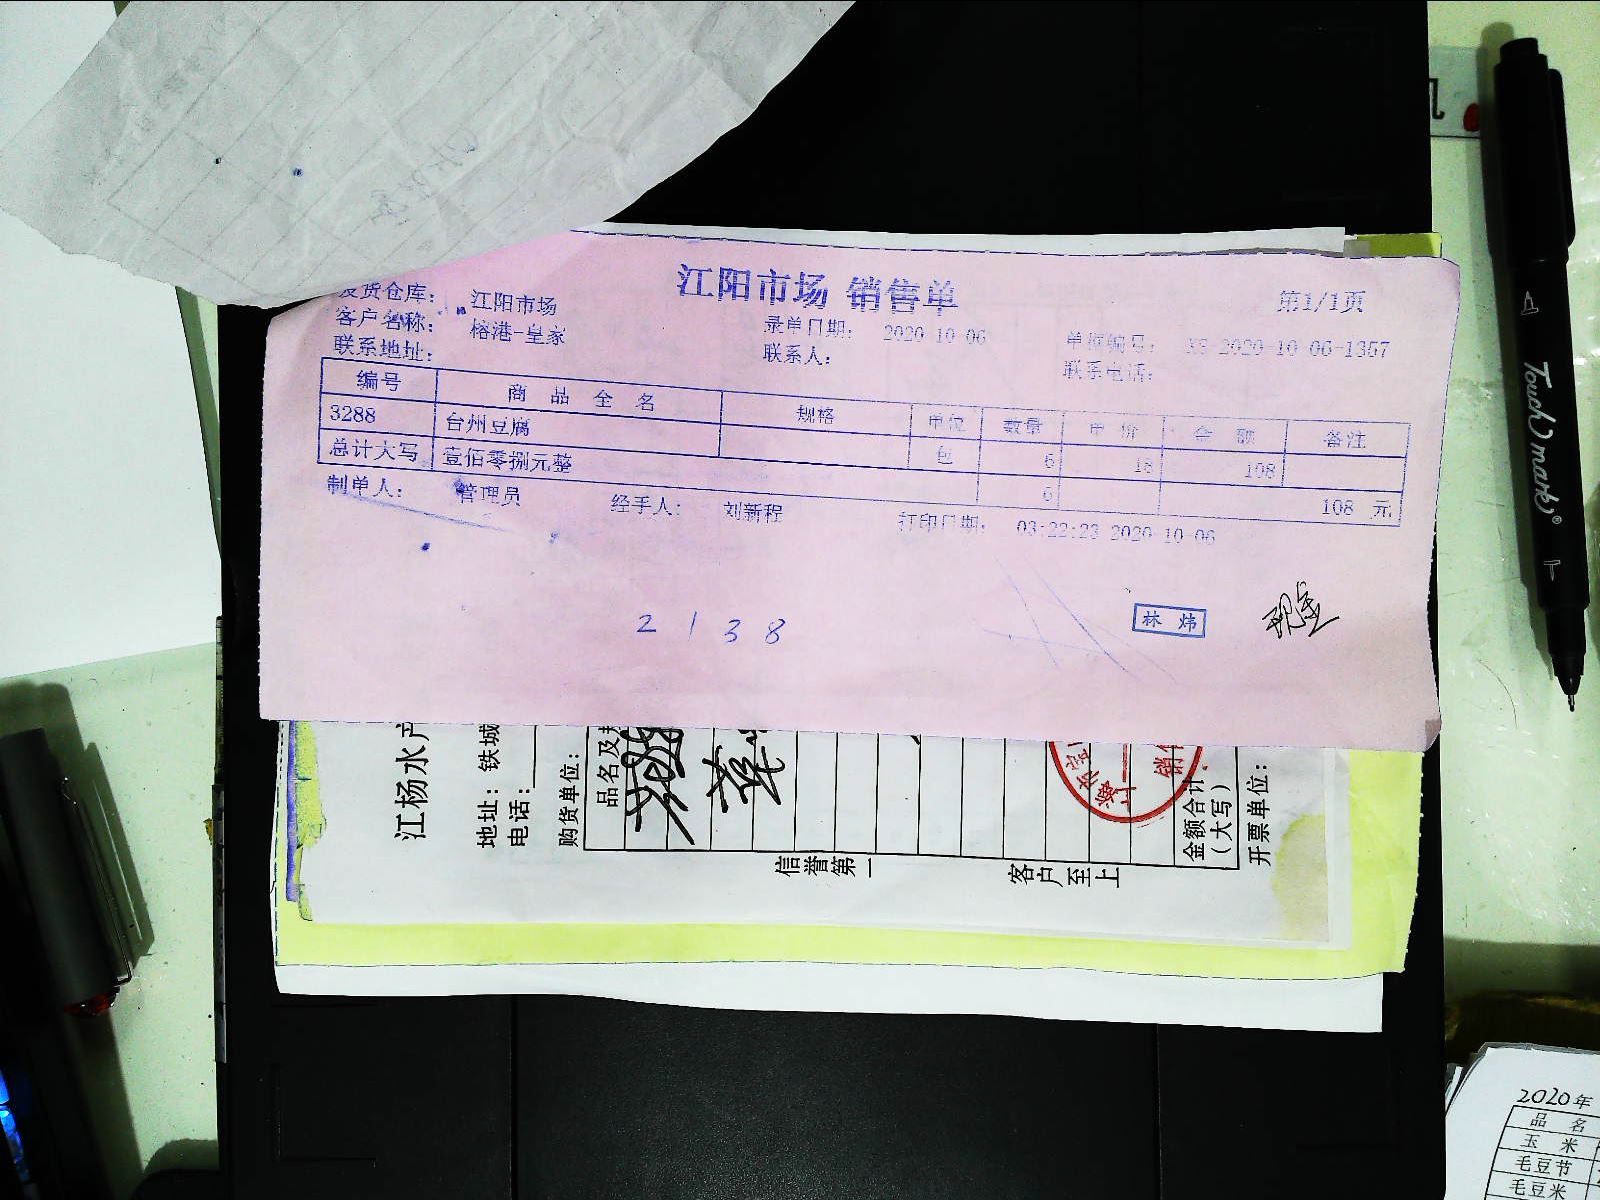 江阳市场 销售单
第1/1页
发货仓库： 江阳市场
客户名称： 榕港-皇家
录单日期： 2020-10-06
单据编号： XS-2020-10-06-1357
联系地址：
联系人：
联系电话：
编号 商品全名 规格 单位 数量 单价 金额 备注
3288 台州豆腐 包 6 18 108
总计大写 壹佰零捌元整 6 108 元
制单人： 管理员 经手人： 刘新程 打印日期： 03:22:23 2020-10-06
2138
林炜
现金
江杨水产
地址：铁城
电话：
购货单位：
品名及规
金额合计
（大写）
开票单位：
信誉第一
客户至上
销
Touch mark®
2020年
品名
玉米
毛豆节
毛豆米